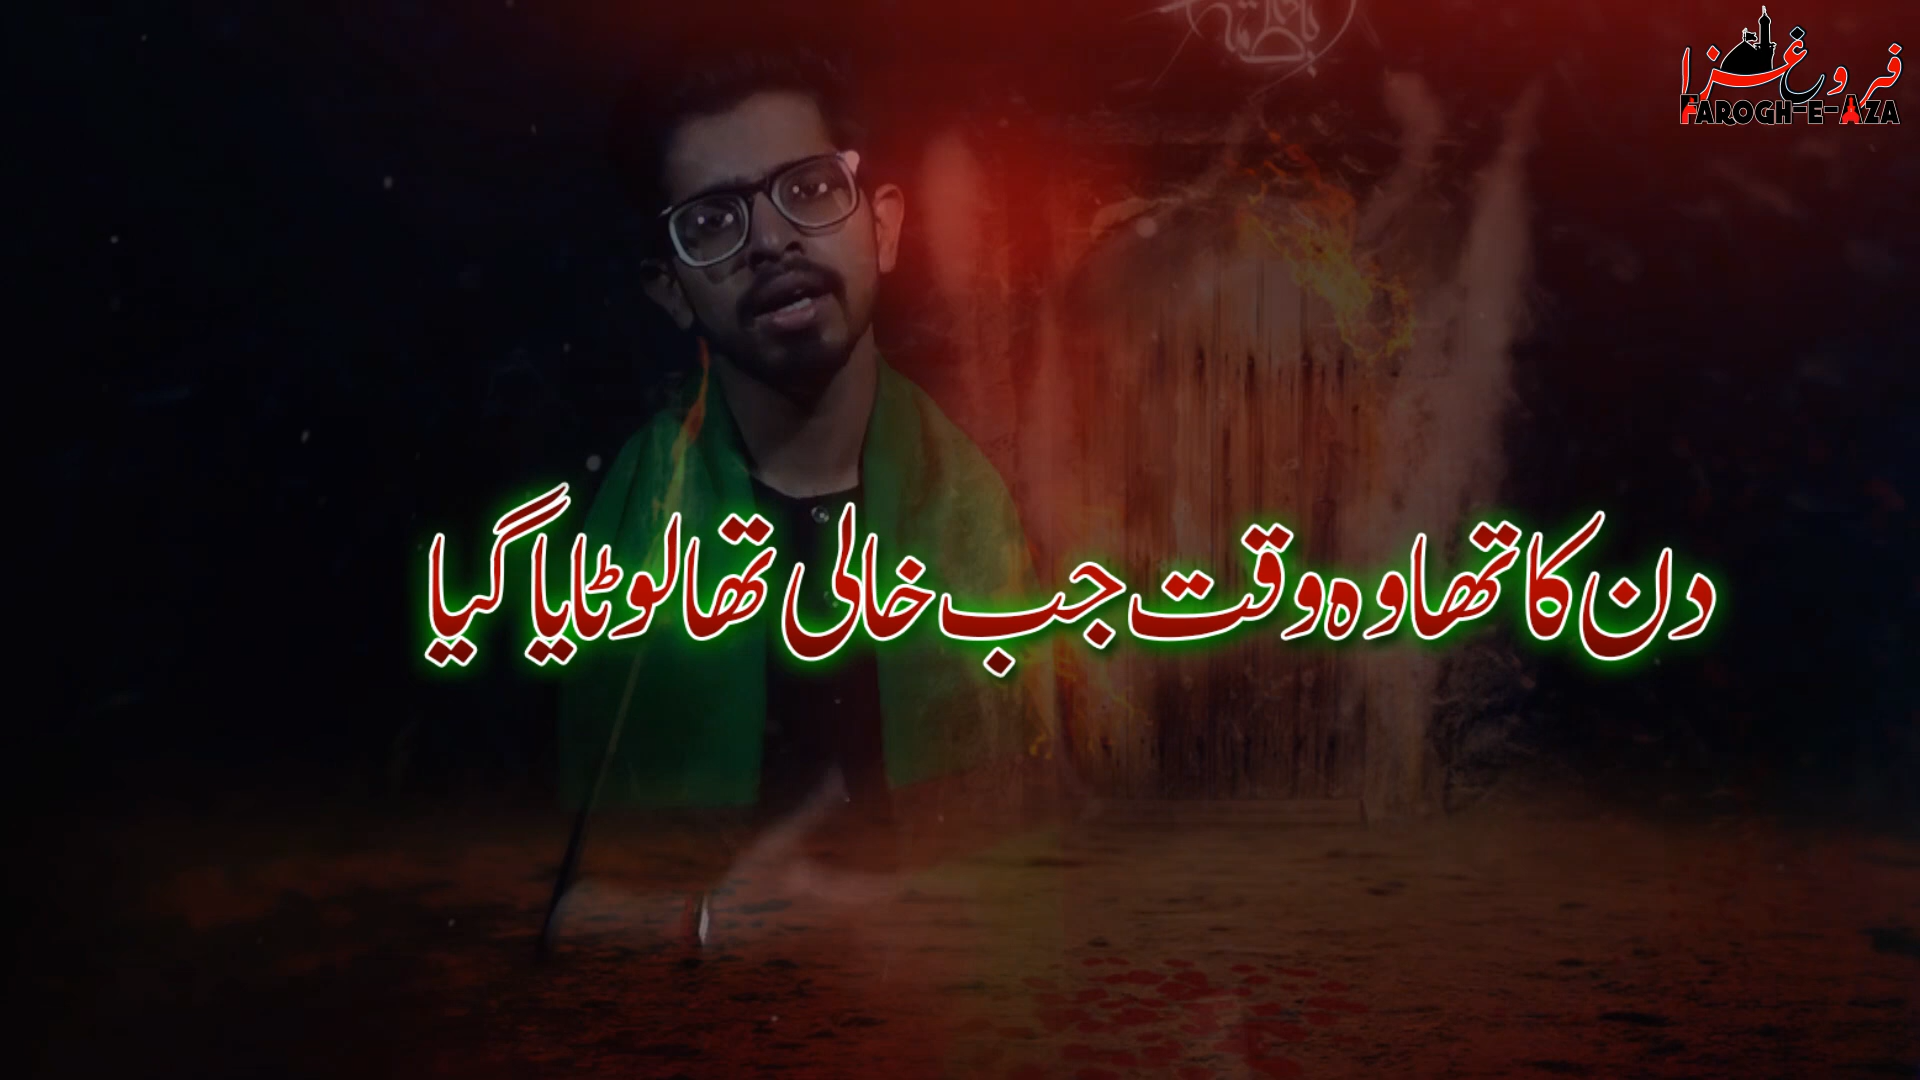 فروغ عزا
FAROGH-E-AZA
دن کا تھا وہ وقت جب خالی تھا لوٹایا گیا